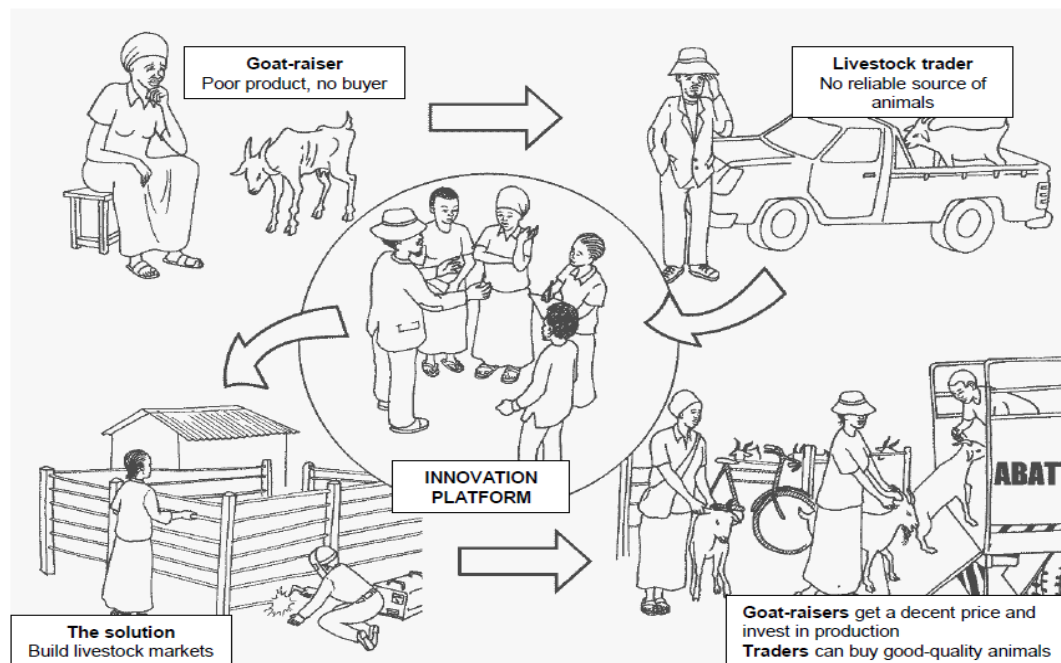 Goat-raiser
Poor product, no buyer
Livestock trader
No reliable source of
animals
INNOVATION
PLATFORM
ABATT
The solution
Build livestock markets
Goat-raisers get a decent price and
invest in production
Traders can buy good-quality animals